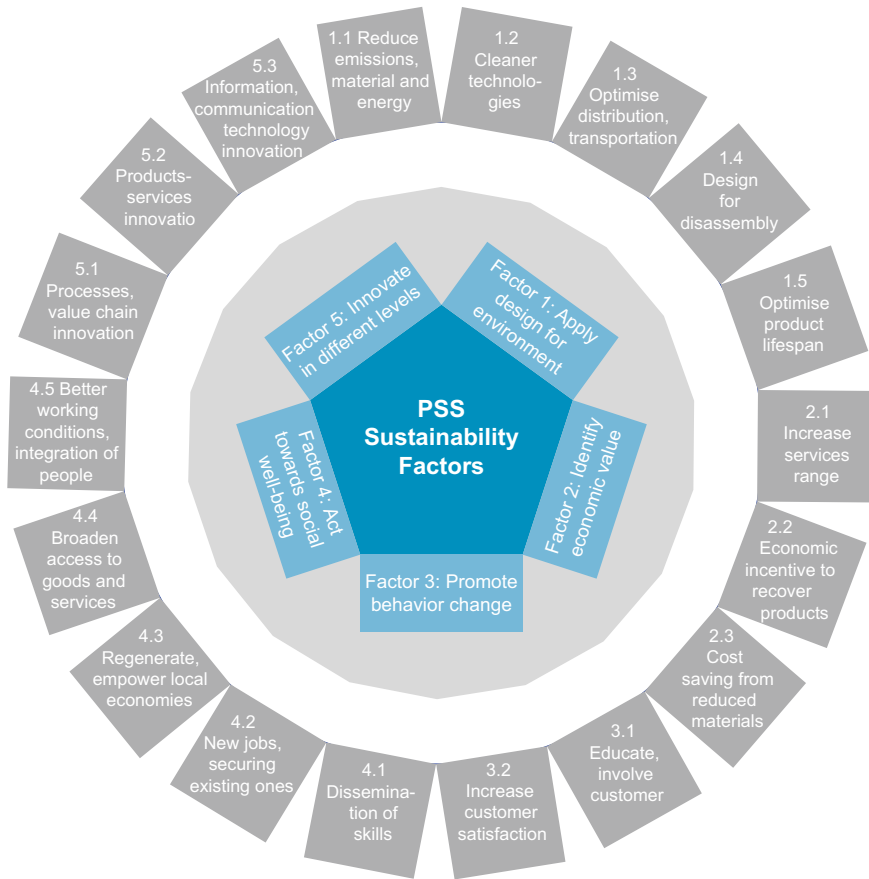 PSS
Sustainability
Factors
Factor 1: Apply
design for
environment
Factor 2: Identify
economic value
Factor 3: Promote
behavior change
Factor 4: Act
towards social
well-being
Factor 5: Innovate
in different levels
1.1 Reduce
emissions,
material and
energy
1.2
Cleaner
technolo-
gies
1.3
Optimise
distribution,
transportation
1.4
Design
for
disassembly
1.5
Optimise
product
lifespan
2.1
Increase
services
range
2.2
Economic
incentive to
recover
products
2.3
Cost
saving from
reduced
materials
3.1
Educate,
involve
customer
3.2
Increase
customer
satisfaction
4.1
Dissemina-
tion of
skills
4.2
New jobs,
securing
existing ones
4.3
Regenerate,
empower local
economies
4.4
Broaden
access to
goods and
services
4.5 Better
working
conditions,
integration of
people
5.1
Processes,
value chain
innovation
5.2
Products-
services
innovatio
5.3
Information,
communication
technology
innovation